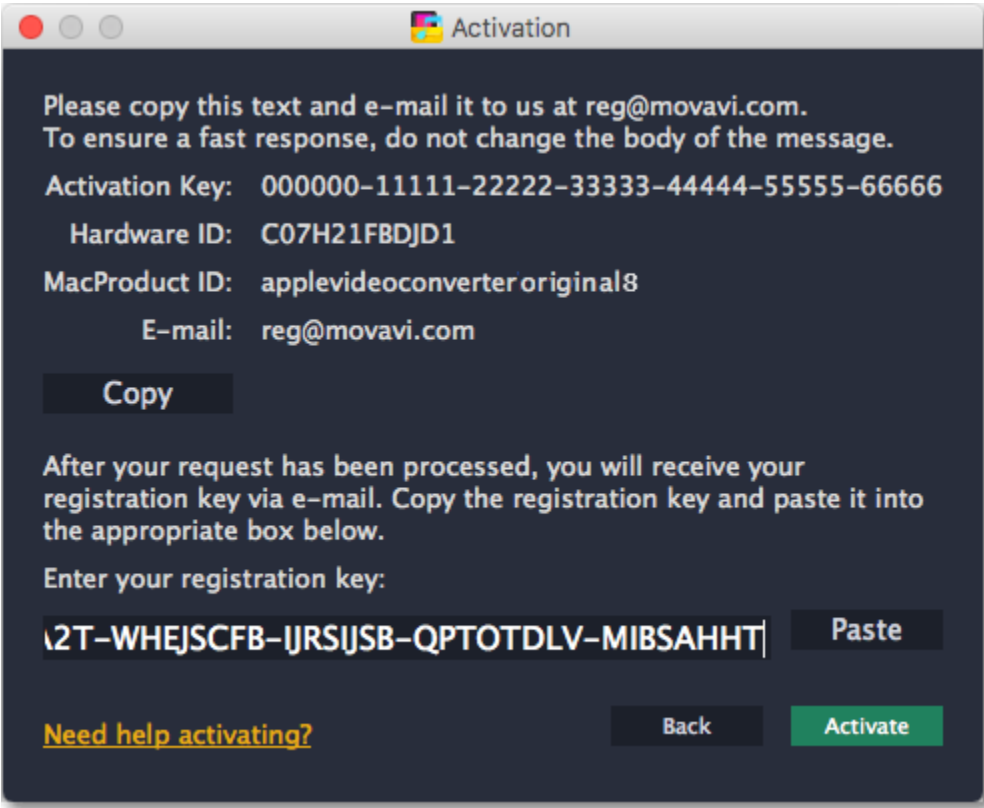 Activation
Please copy this text and e-mail it to us at reg@movavi.com.
To ensure a fast response, do not change the body of the message.
Activation Key: 000000-11111-22222-33333-44444-55555-66666
Hardware ID: C07H21FBDJD1
MacProduct ID: applevideoconverteroriginal8
E-mail: reg@movavi.com
Copy
After your request has been processed, you will receive your
registration key via e-mail. Copy the registration key and paste it into
the appropriate box below.
Enter your registration key:
2T-WHEJSCFB-IJRSIJSB-QPTOTDLV-MIBSAHHT Paste
Need help activating? Back Activate